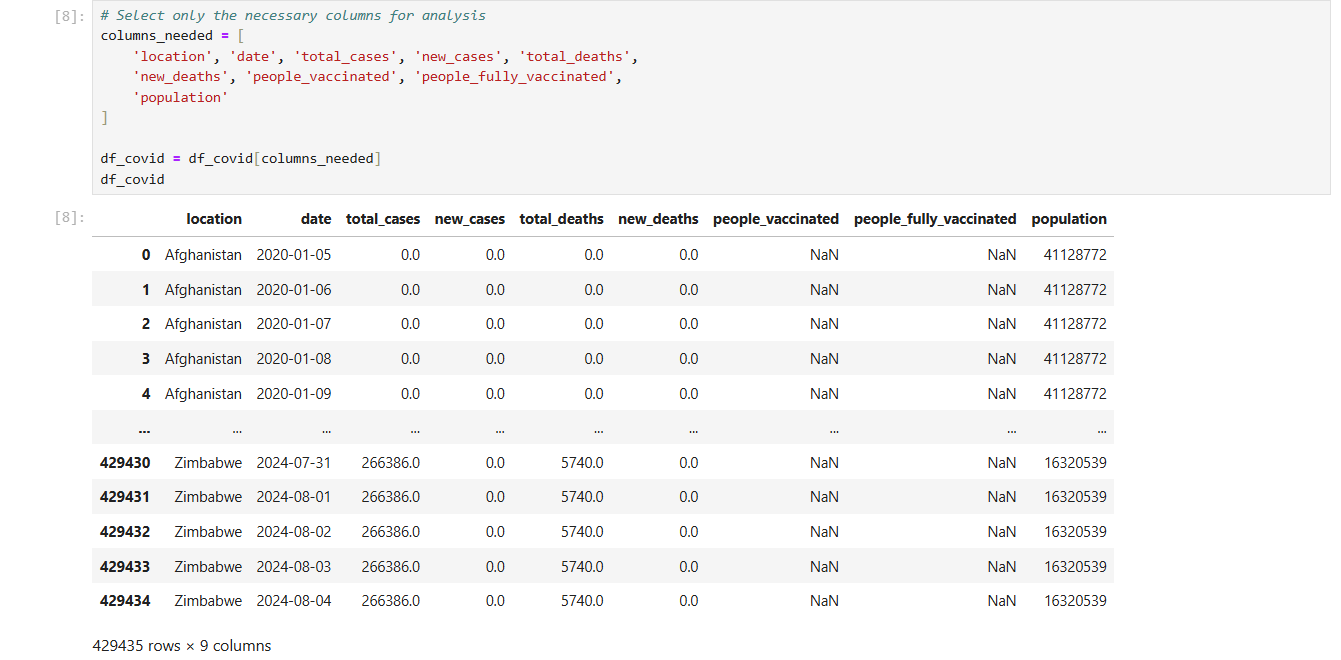 [8]: # Select only the necessary columns for analysis
columns_needed = [
    'location', 'date', 'total_cases', 'new_cases', 'total_deaths',
    'new_deaths', 'people_vaccinated', 'people_fully_vaccinated',
    'population'
]
df_covid = df_covid[columns_needed]
df_covid
[8]: location date total_cases new_cases total_deaths new_deaths people_vaccinated people_fully_vaccinated population
0 Afghanistan 2020-01-05 0.0 0.0 0.0 0.0 NaN NaN 41128772
1 Afghanistan 2020-01-06 0.0 0.0 0.0 0.0 NaN NaN 41128772
2 Afghanistan 2020-01-07 0.0 0.0 0.0 0.0 NaN NaN 41128772
3 Afghanistan 2020-01-08 0.0 0.0 0.0 0.0 NaN NaN 41128772
4 Afghanistan 2020-01-09 0.0 0.0 0.0 0.0 NaN NaN 41128772
... ... ... ... ... ... ... ... ... ...
429430 Zimbabwe 2024-07-31 266386.0 0.0 5740.0 0.0 NaN NaN 16320539
429431 Zimbabwe 2024-08-01 266386.0 0.0 5740.0 0.0 NaN NaN 16320539
429432 Zimbabwe 2024-08-02 266386.0 0.0 5740.0 0.0 NaN NaN 16320539
429433 Zimbabwe 2024-08-03 266386.0 0.0 5740.0 0.0 NaN NaN 16320539
429434 Zimbabwe 2024-08-04 266386.0 0.0 5740.0 0.0 NaN NaN 16320539
429435 rows × 9 columns